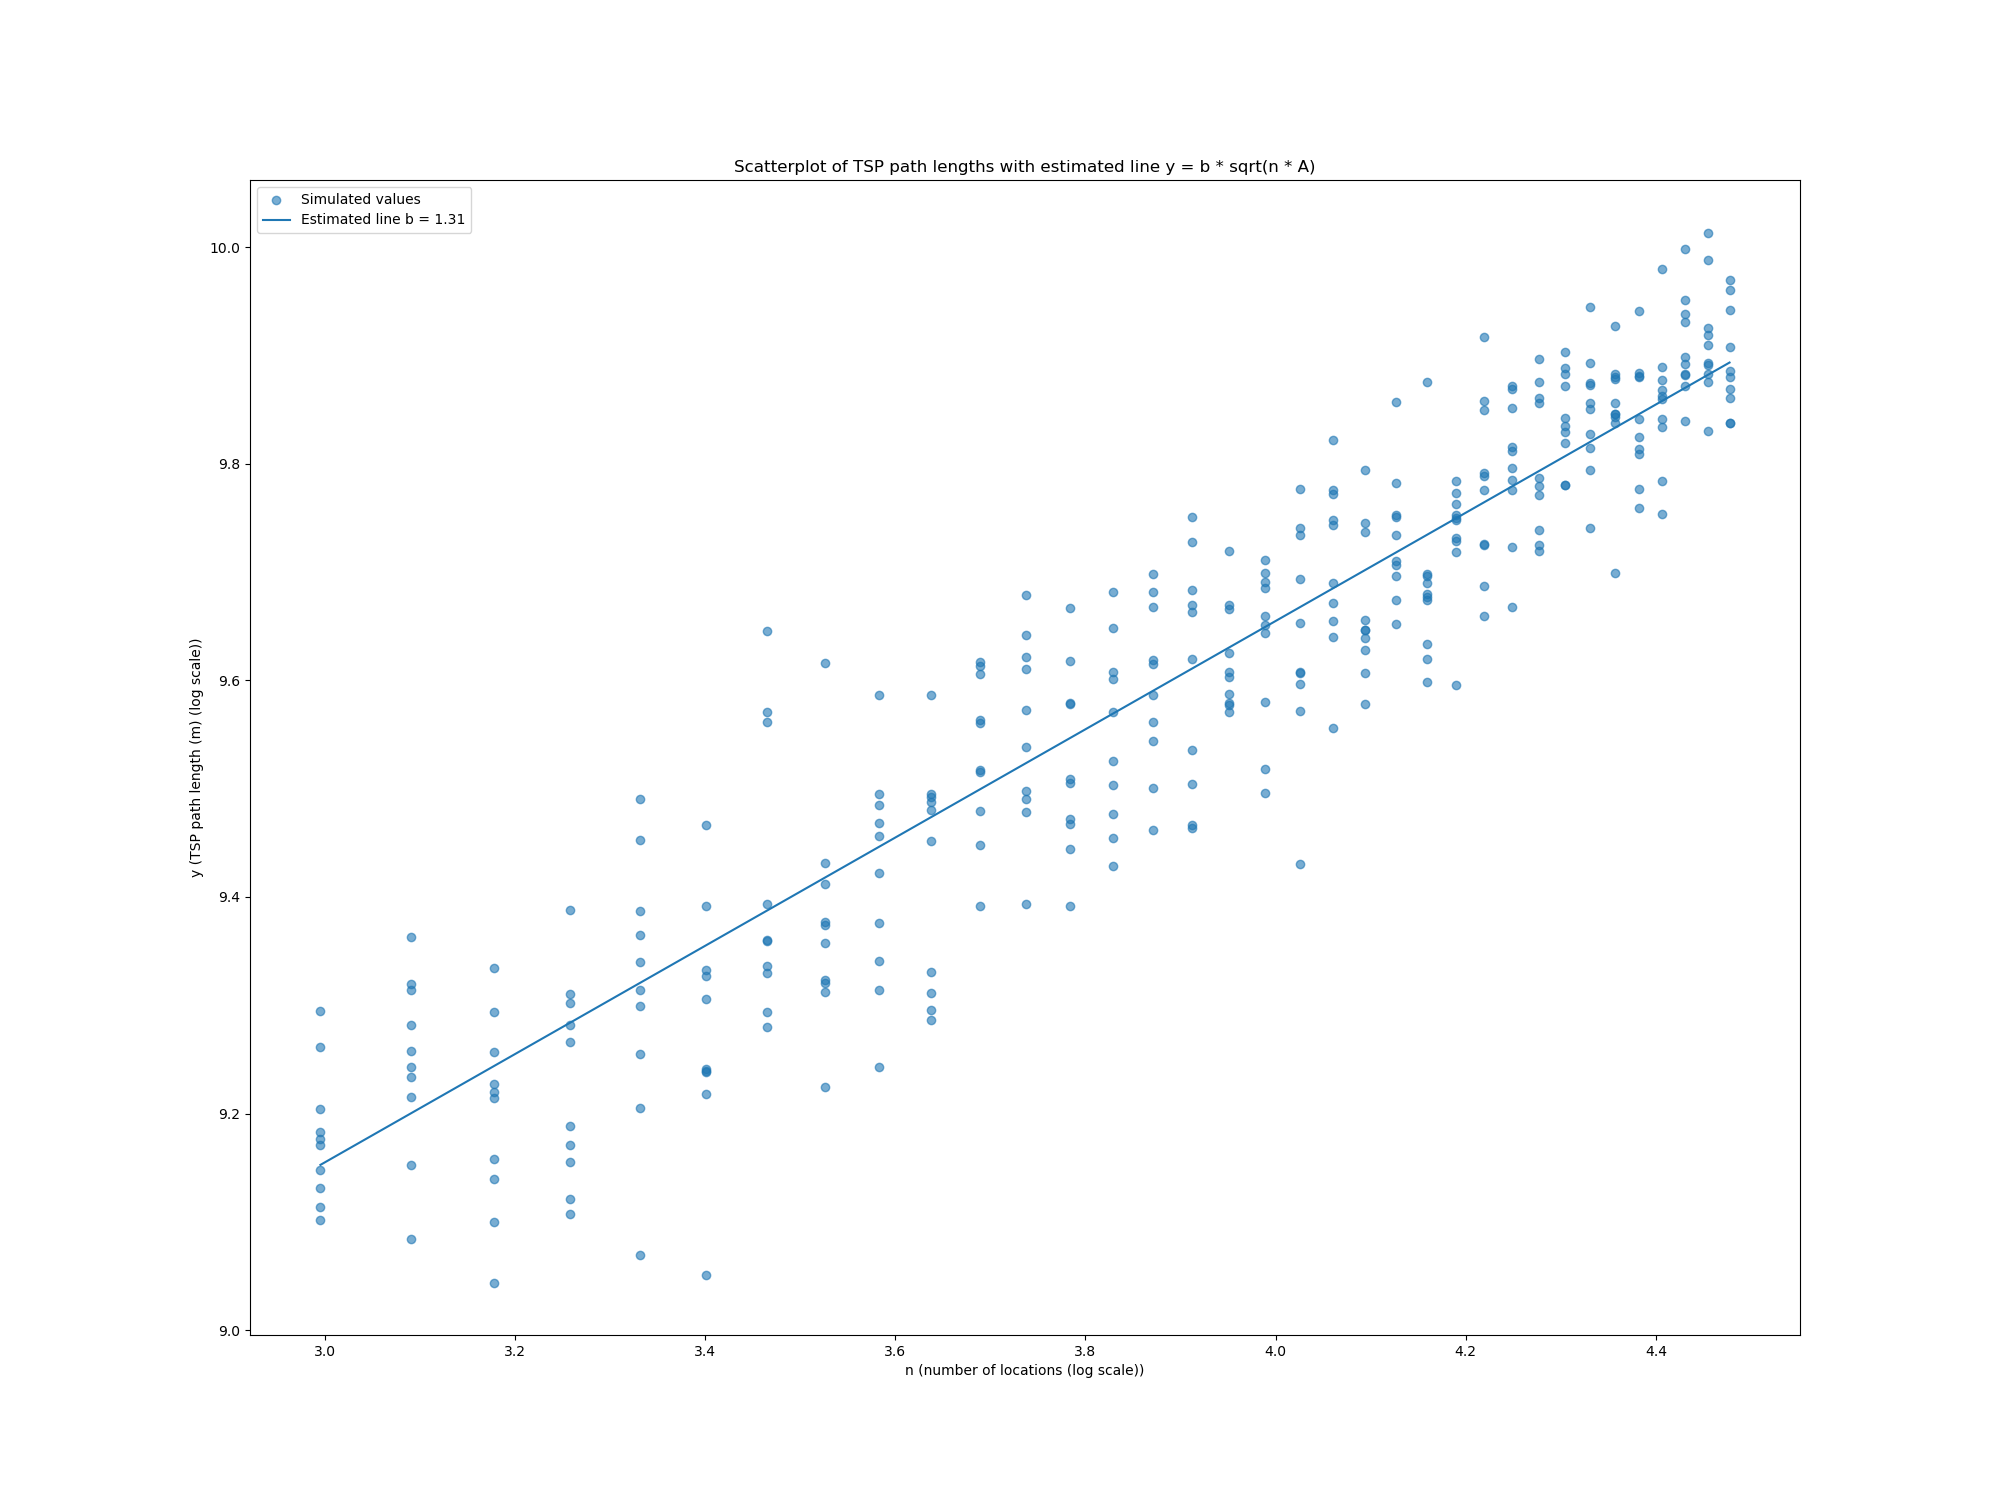 Scatterplot of TSP path lengths with estimated line y = b * sqrt(n * A)
Simulated values
Estimated line b = 1.31
10.0
9.8
9.6
9.4
9.2
9.0
y (TSP path length (m) (log scale))
3.0 3.2 3.4 3.6 3.8 4.0 4.2 4.4
n (number of locations (log scale))